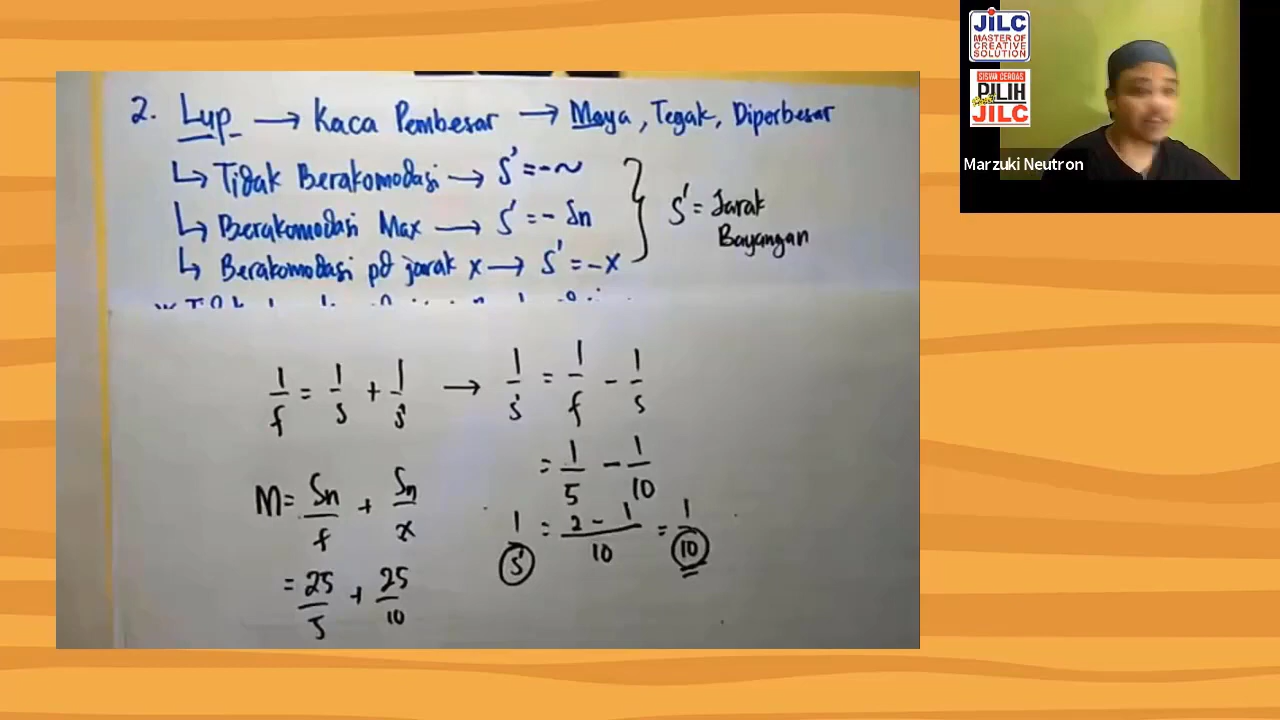 2. Lup → Kaca Pembesar → Maya, Tegak, Diperbesar
↳ Tidak Berakomodasi → S' = -~
↳ Berakomodasi Max → S' = - Sn
↳ Berakomodasi pd jarak x → S' = -x
S' = Jarak
Bayangan
1/f = 1/s + 1/s' → 1/s' = 1/f - 1/s
= 1/5 - 1/10
1/s' = 2 - 1/10 = 1/10
M = Sn/f + Sn/x
= 25/5 + 25/10
JILC
MASTER OF
CREATIVE
SOLUTION
SISWA CERDAS
PILIH
JILC
Marzuki Neutron